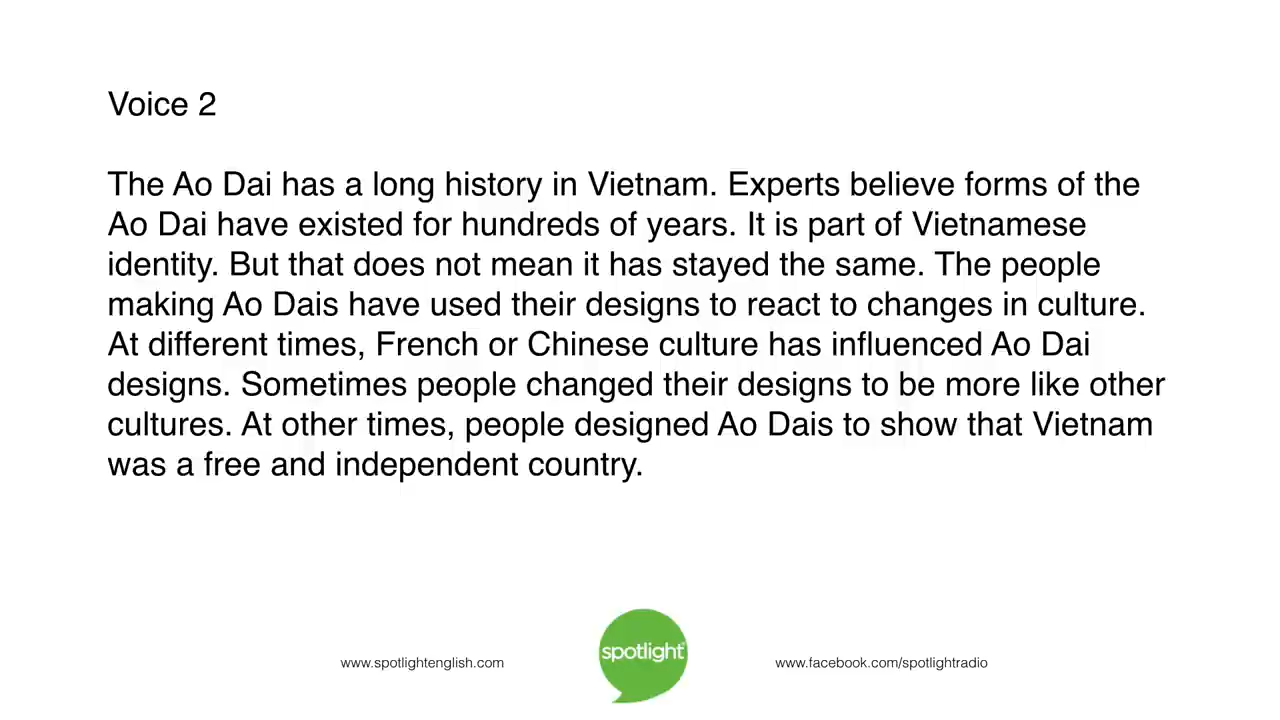 Voice 2
The Ao Dai has a long history in Vietnam. Experts believe forms of the
Ao Dai have existed for hundreds of years. It is part of Vietnamese
identity. But that does not mean it has stayed the same. The people
making Ao Dais have used their designs to react to changes in culture.
At different times, French or Chinese culture has influenced Ao Dai
designs. Sometimes people changed their designs to be more like other
cultures. At other times, people designed Ao Dais to show that Vietnam
was a free and independent country.
www.spotlightenglish.com
spotlight
www.facebook.com/spotlightradio